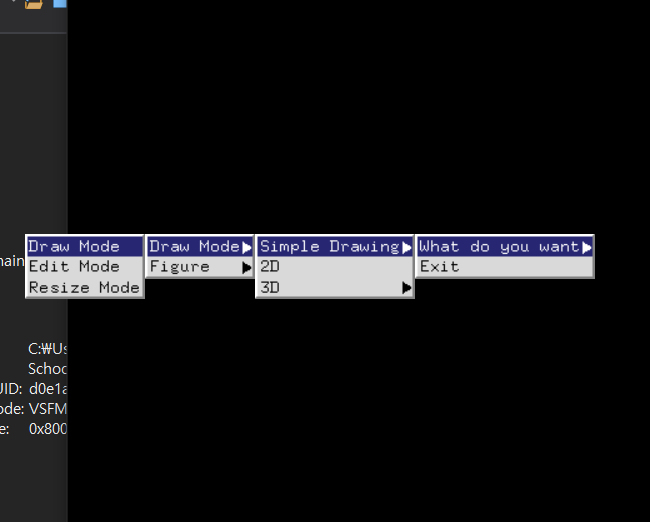 Draw Mode
Edit Mode
Resize Mode
Draw Mode
Figure
Simple Drawing
2D
3D
What do you want
Exit
main
C:₩Us
Schoo
UID: d0e1a
ode: VSFM
e: 0x800